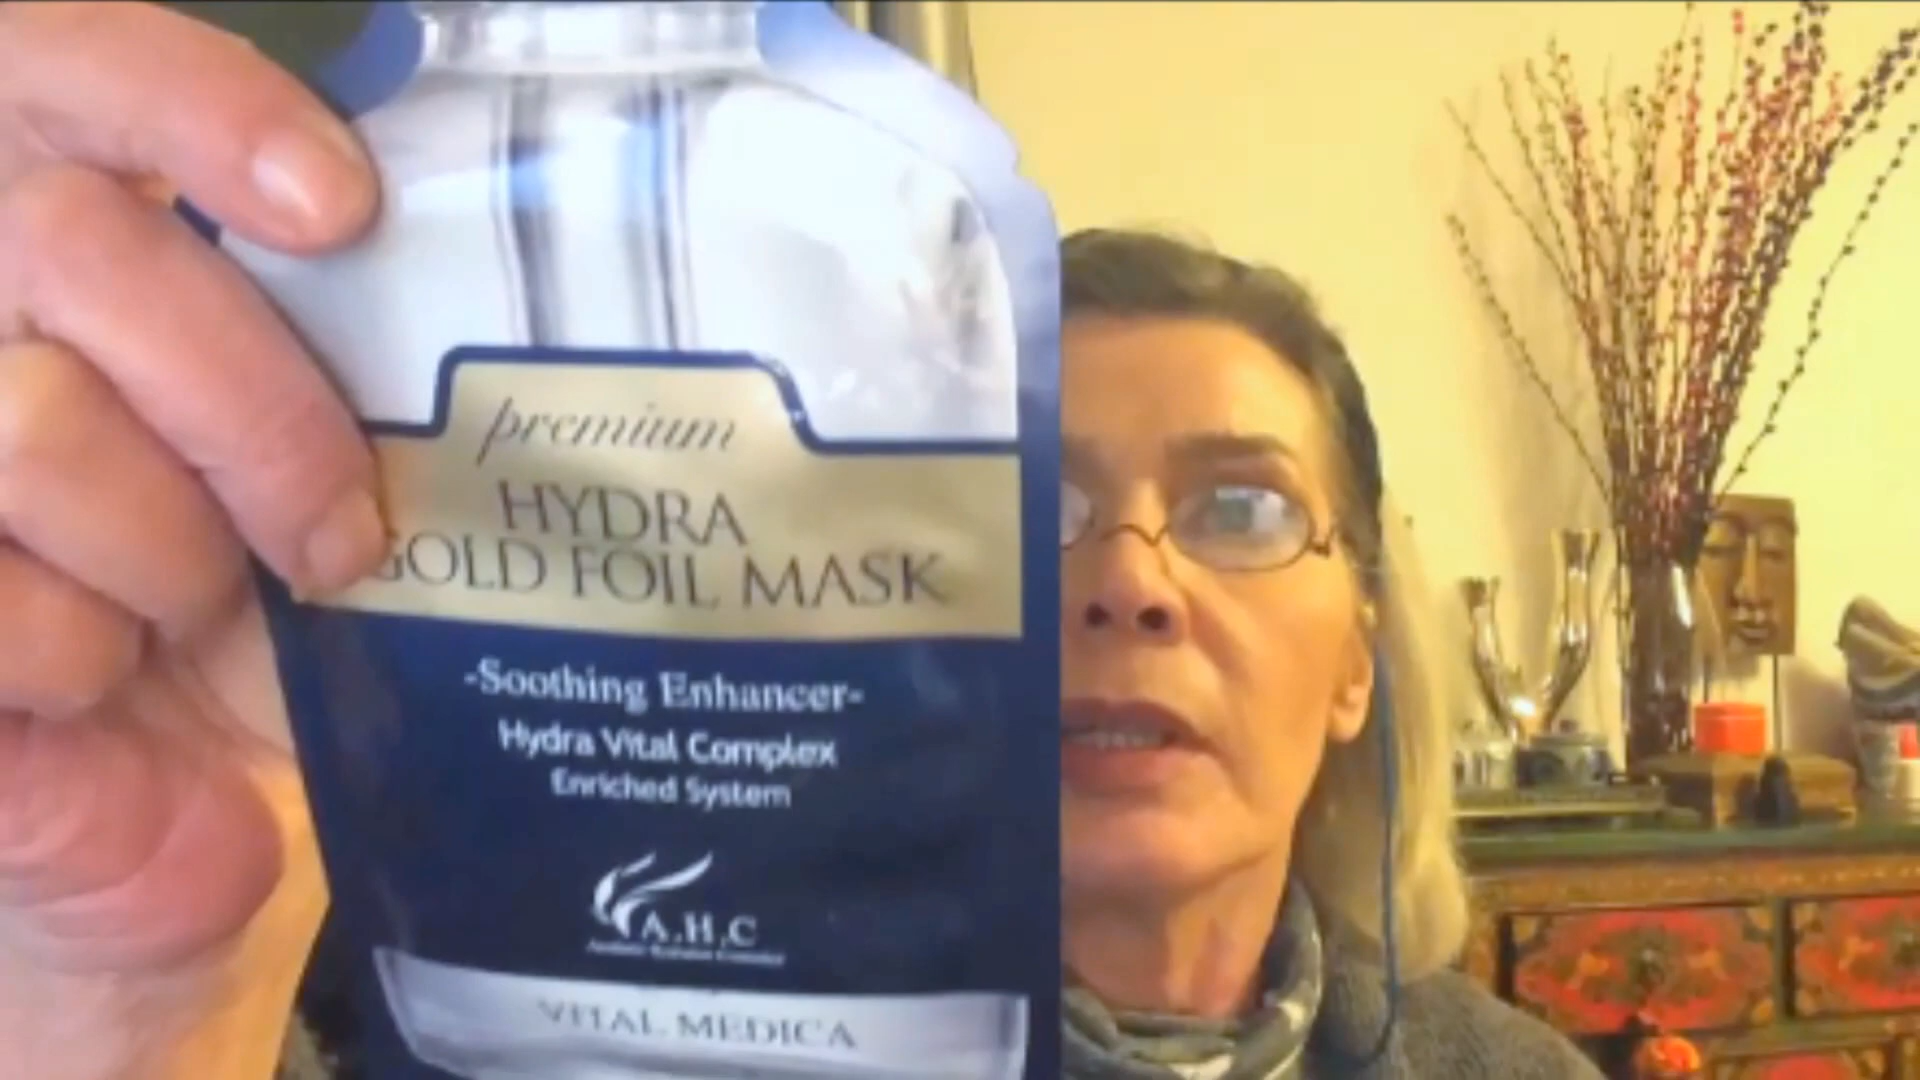 premium
HYDRA
GOLD FOIL MASK
-Soothing Enhancer-
Hydra Vital Complex
Enriched System
A.H.C
VITAL MEDICA